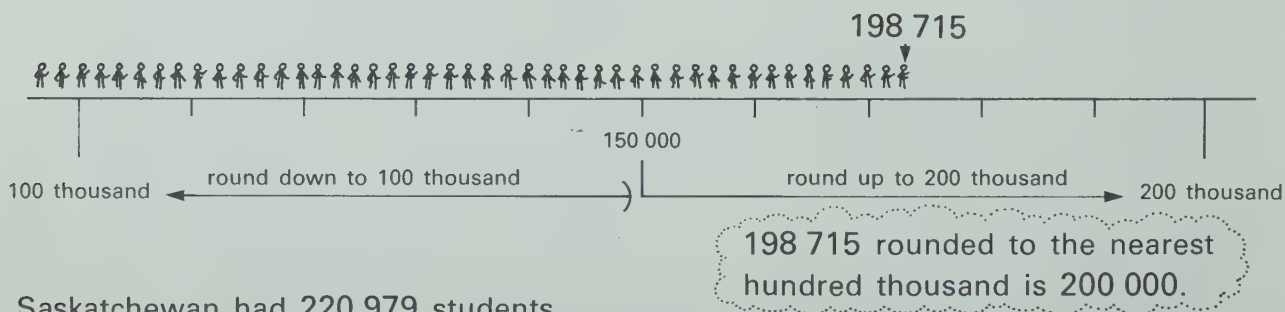 198 715
150 000
100 thousand
round down to 100 thousand
round up to 200 thousand
200 thousand
198 715 rounded to the nearest
hundred thousand is 200 000.
Saskatchewan had 220 979 students